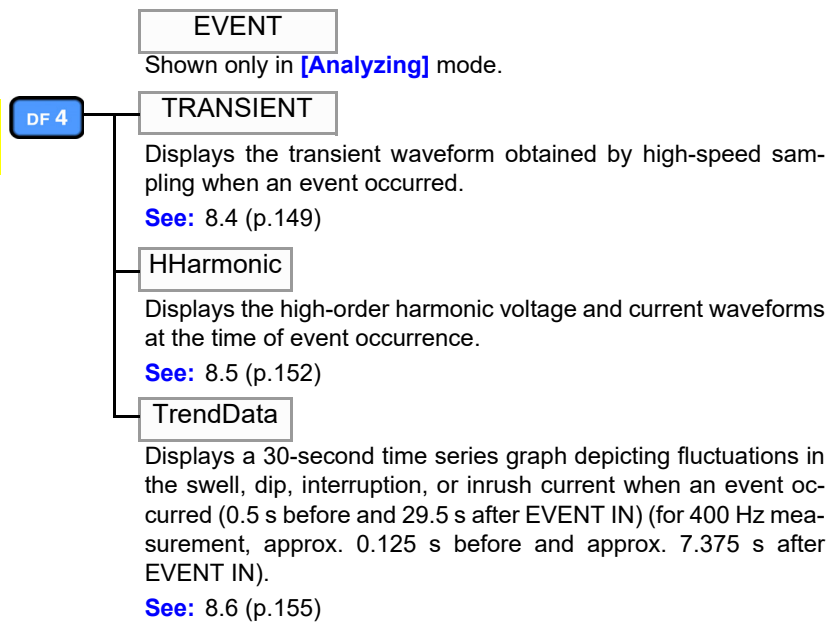 EVENT
Shown only in [Analyzing] mode.
DF 4
TRANSIENT
Displays the transient waveform obtained by high-speed sam-
pling when an event occurred.
See: 8.4 (p.149)
HHarmonic
Displays the high-order harmonic voltage and current waveforms
at the time of event occurrence.
See: 8.5 (p.152)
TrendData
Displays a 30-second time series graph depicting fluctuations in
the swell, dip, interruption, or inrush current when an event oc-
curred (0.5 s before and 29.5 s after EVENT IN) (for 400 Hz mea-
surement, approx. 0.125 s before and approx. 7.375 s after
EVENT IN).
See: 8.6 (p.155)